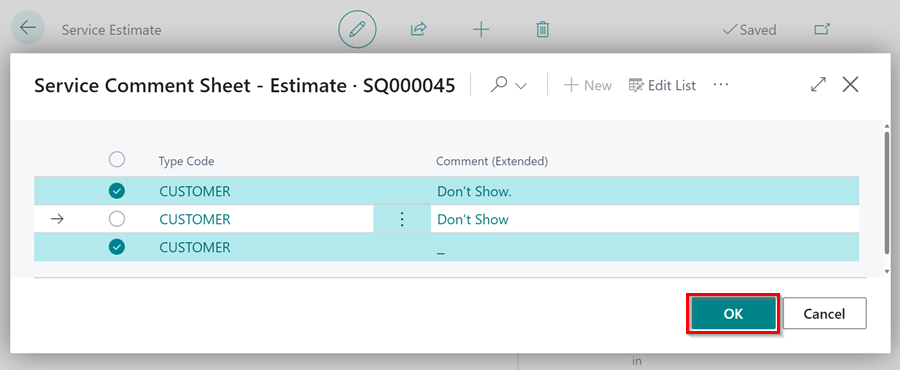 Service Estimate
Saved
Service Comment Sheet - Estimate · SQ000045
New
Edit List
Type Code Comment (Extended)
CUSTOMER Don't Show.
CUSTOMER Don't Show
CUSTOMER _
OK Cancel
in